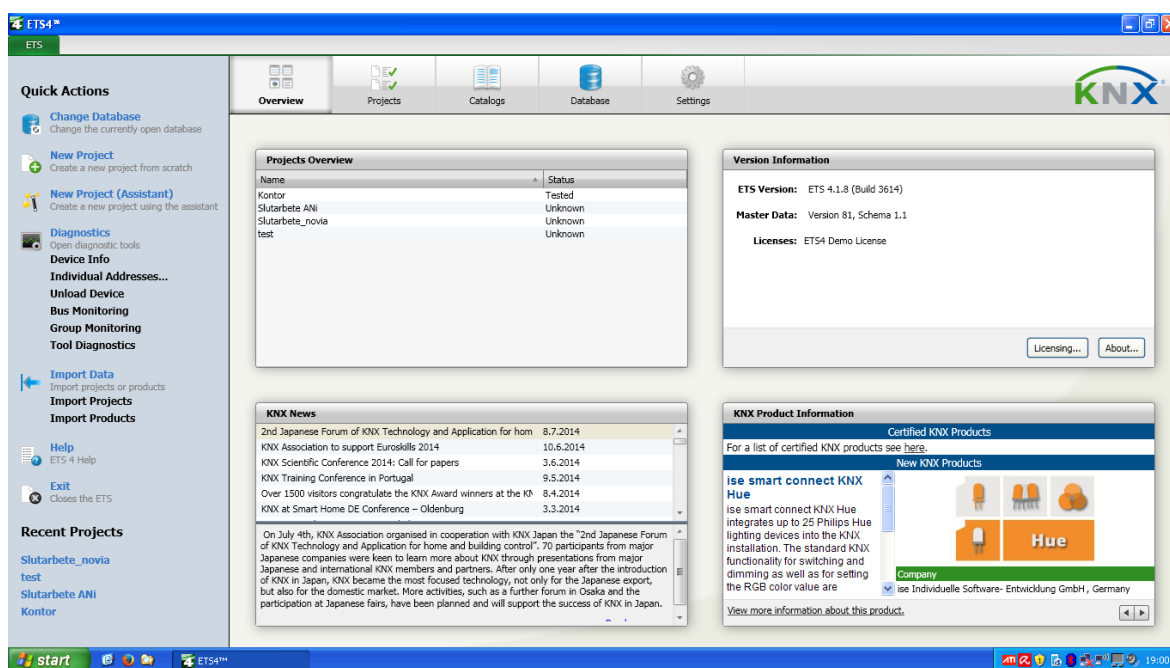 ETS4™
ETS
Quick Actions
Change Database
Change the currently open database
New Project
Create a new project from scratch
New Project (Assistant)
Create a new project using the assistant
Diagnostics
Open diagnostic tools
Device Info
Individual Addresses...
Unload Device
Bus Monitoring
Group Monitoring
Tool Diagnostics
Import Data
Import projects or products
Import Projects
Import Products
Help
ETS 4 Help
Exit
Closes the ETS
Recent Projects
Slutarbete_novia
test
Slutarbete ANi
Kontor
Overview Projects Catalogs Database Settings
KNX
Projects Overview
Name Status
Kontor Tested
Slutarbete ANi Unknown
Slutarbete_novia Unknown
test Unknown
Version Information
ETS Version: ETS 4.1.8 (Build 3614)
Master Data: Version 81, Schema 1.1
Licenses: ETS4 Demo License
Licensing... About...
KNX News
2nd Japanese Forum of KNX Technology and Application for hom 8.7.2014
KNX Association to support Euroskills 2014 10.6.2014
KNX Scientific Conference 2014: Call for papers 3.6.2014
KNX Training Conference in Portugal 9.5.2014
Over 1500 visitors congratulate the KNX Award winners at the KN 8.4.2014
KNX at Smart Home DE Conference – Oldenburg 3.3.2014
On July 4th, KNX Association organised in cooperation with KNX Japan the "2nd Japanese Forum
of KNX Technology and Application for home and building control". 70 participants from major
Japanese companies were keen to learn more about KNX through presentations from major
Japanese and international KNX members and partners. After only one year after the introduction
of KNX in Japan, KNX became the most focused technology, not only for the Japanese export,
but also for the domestic market. More activities, such as a further forum in Osaka and the
participation at Japanese fairs, have been planned and will support the success of KNX in Japan.
KNX Product Information
Certified KNX Products
For a list of certified KNX products see here.
New KNX Products
ise smart connect KNX
Hue
ise smart connect KNX Hue
integrates up to 25 Philips Hue
lighting devices into the KNX
installation. The standard KNX
functionality for switching and
dimming as well as for setting
the RGB color value are
Hue
Company
ise Individuelle Software- Entwicklung GmbH, Germany
View more information about this product.
start
ETS4™
19:00